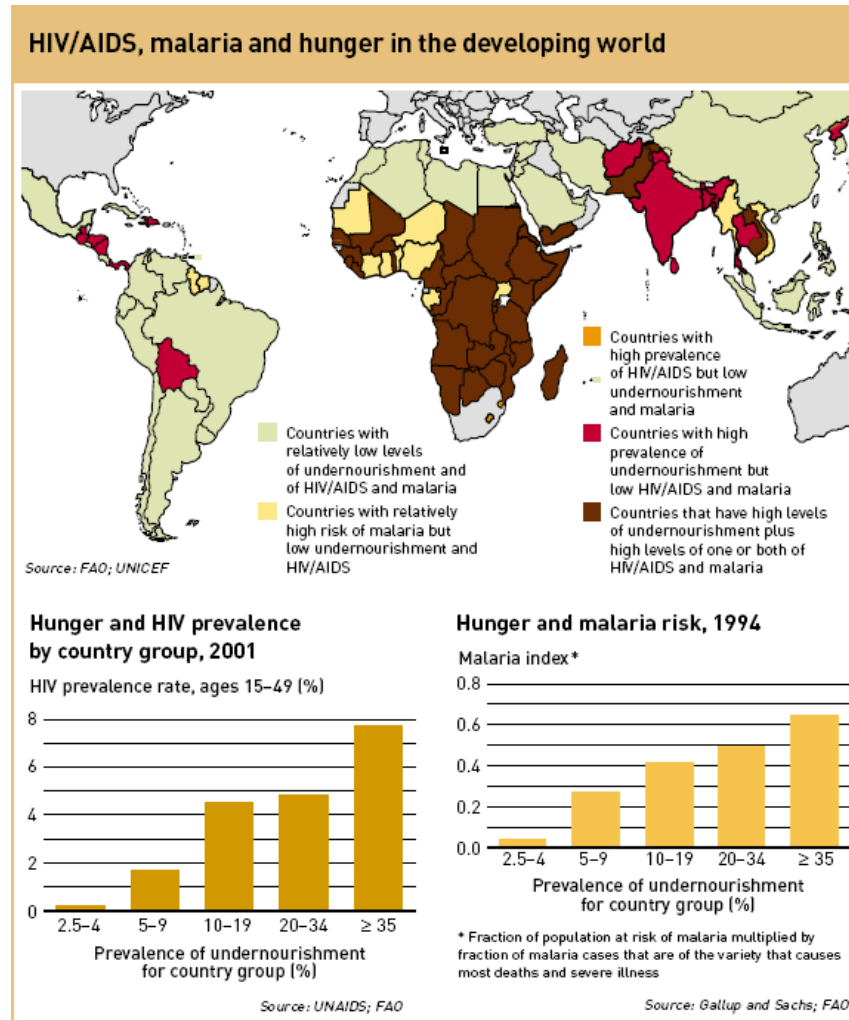 HIV/AIDS, malaria and hunger in the developing world
Countries with
high prevalence
of HIV/AIDS but low
undernourishment
and malaria
Countries with
relatively low levels
of undernourishment and
of HIV/AIDS and malaria
Countries with high
prevalence of
undernourishment but
low HIV/AIDS and malaria
Countries with relatively
high risk of malaria but
low undernourishment and
HIV/AIDS
Countries that have high levels
of undernourishment plus
high levels of one or both of
HIV/AIDS and malaria
Source: FAO; UNICEF
Hunger and HIV prevalence
by country group, 2001
HIV prevalence rate, ages 15–49 (%)
8
6
4
2
0
2.5–4 5–9 10–19 20–34 ≥ 35
Prevalence of undernourishment
for country group (%)
Source: UNAIDS; FAO
Hunger and malaria risk, 1994
Malaria index*
0.8
0.6
0.4
0.2
0.0
2.5–4 5–9 10–19 20–34 ≥ 35
Prevalence of undernourishment
for country group (%)
* Fraction of population at risk of malaria multiplied by
fraction of malaria cases that are of the variety that causes
most deaths and severe illness
Source: Gallup and Sachs; FAO